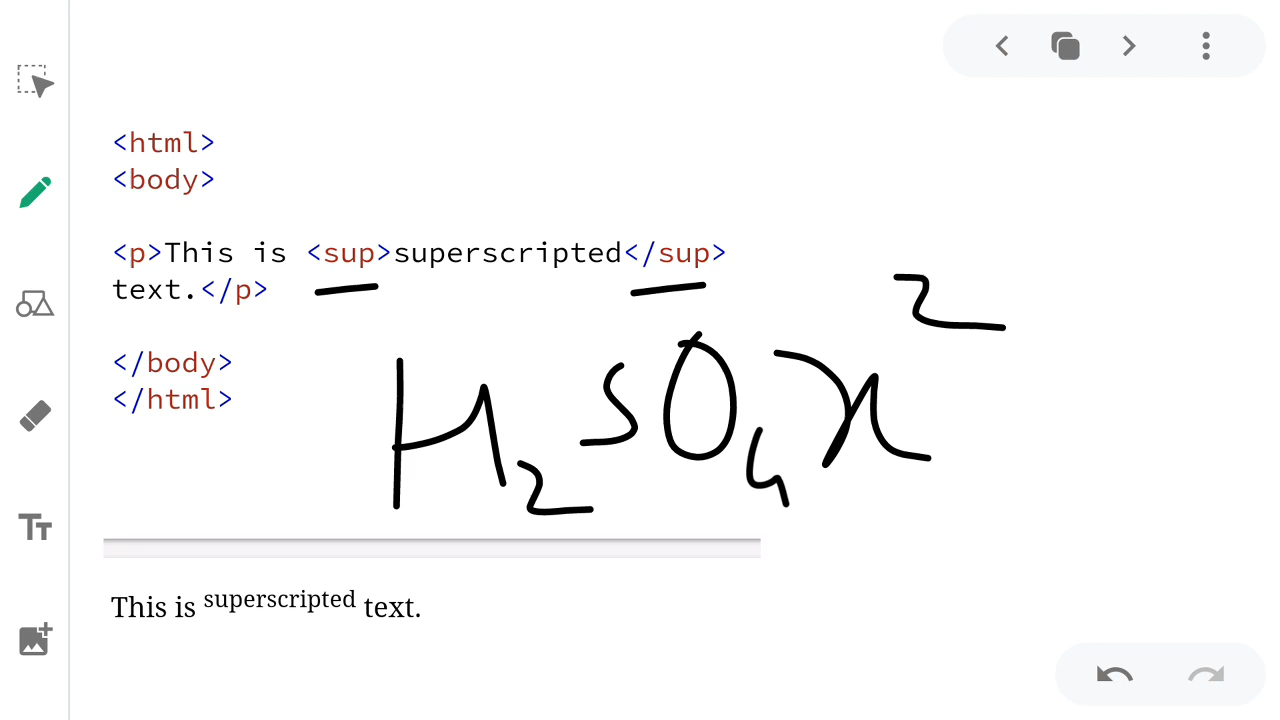 <html>
<body>
<p>This is <sup>superscripted</sup>
text.</p>
</body>
</html>
H₂SO₄x²
This is superscripted text.